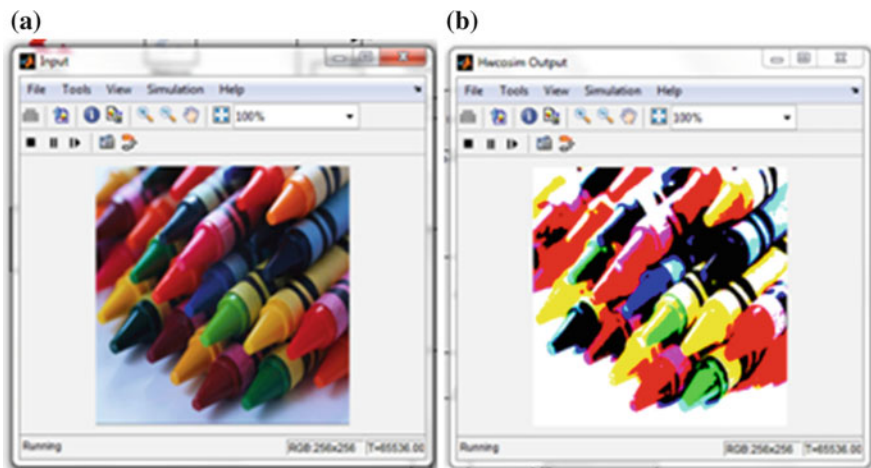 (a)
(b)
Input
File Tools View Simulation Help
100%
Running
RGB:256x256
T=65536.00
Hwcosim Output
File Tools View Simulation Help
100%
Running
RGB:256x256
T=65536.00